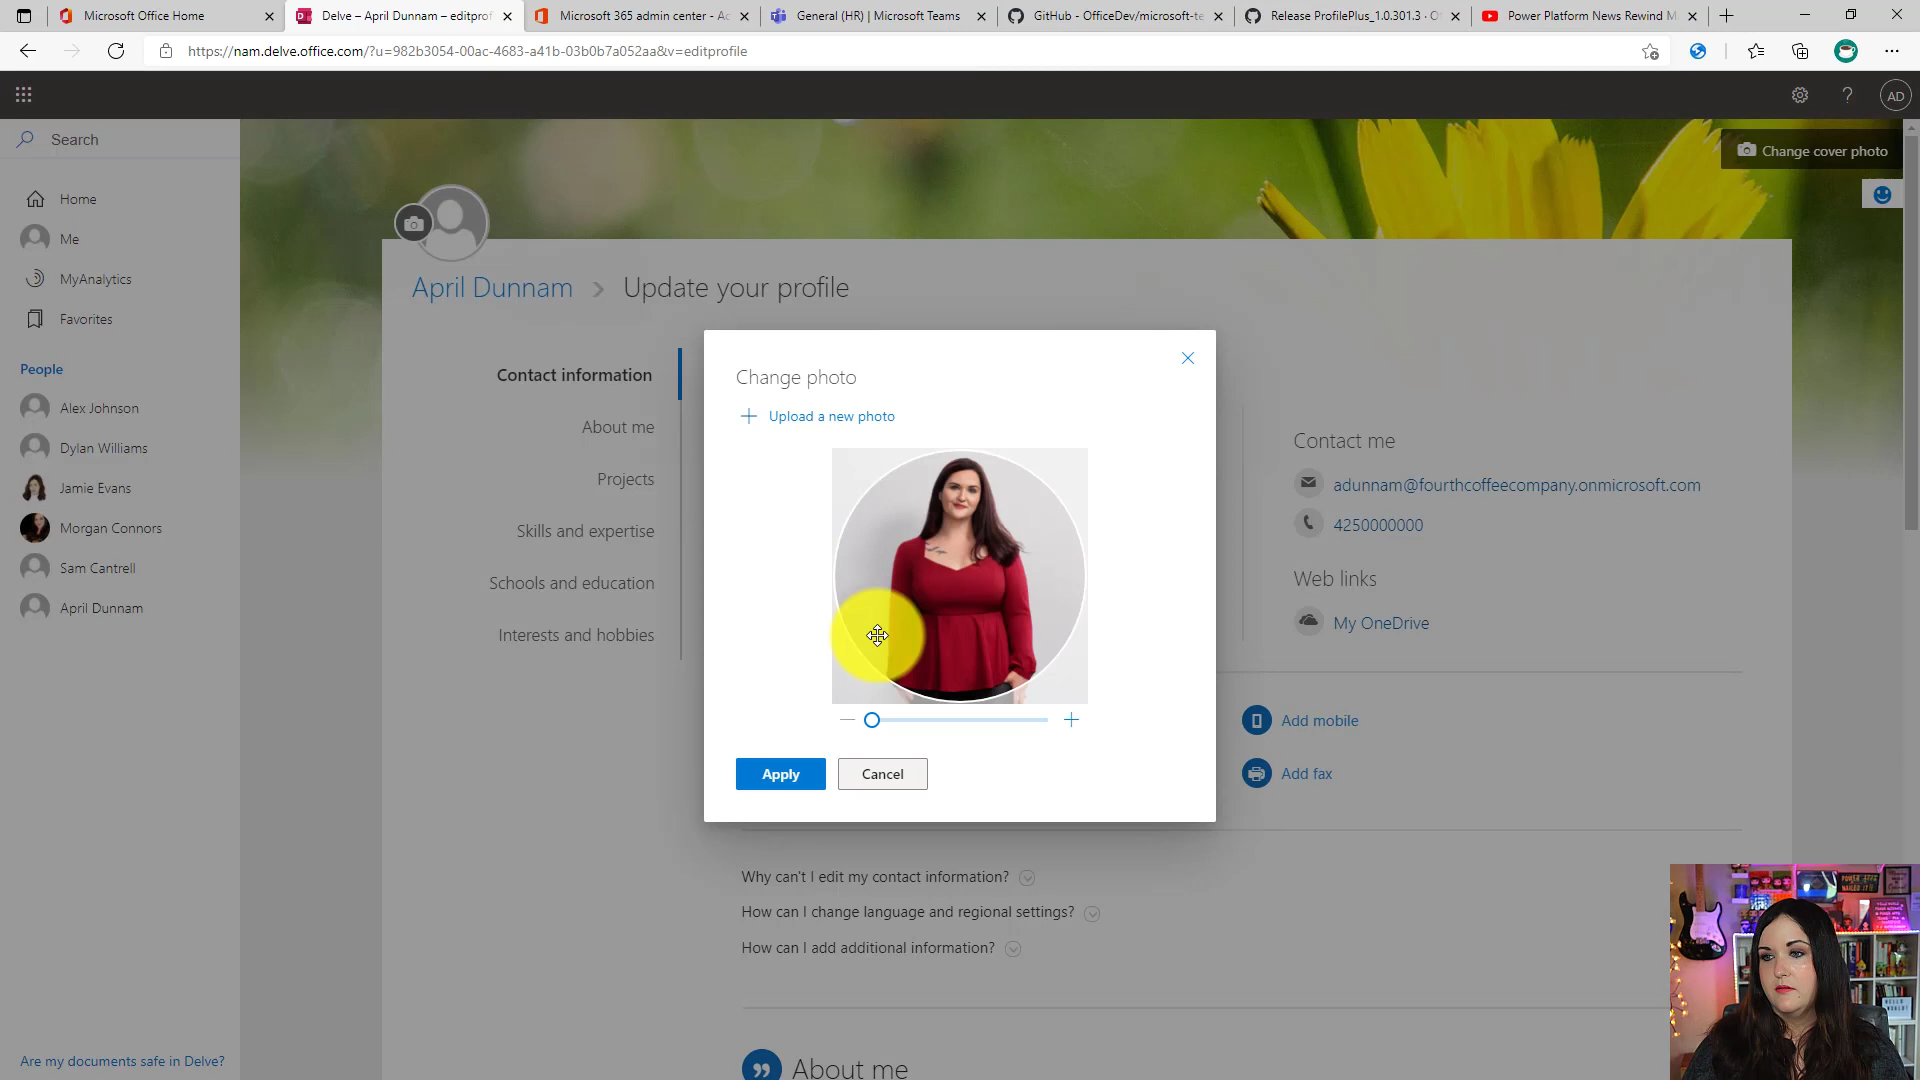 Microsoft Office Home
Delve – April Dunnam – editprof
Microsoft 365 admin center - Ac
General (HR) | Microsoft Teams
GitHub - OfficeDev/microsoft-te
Release ProfilePlus_1.0.301.3 · O
Power Platform News Rewind M
https://nam.delve.office.com/?u=982b3054-00ac-4683-a41b-03b0b7a052aa&v=editprofile
AD
Search
Change cover photo
Home
Me
MyAnalytics
Favorites
People
Alex Johnson
Dylan Williams
Jamie Evans
Morgan Connors
Sam Cantrell
April Dunnam
Are my documents safe in Delve?
April Dunnam > Update your profile
Contact information
About me
Projects
Skills and expertise
Schools and education
Interests and hobbies
Change photo
Upload a new photo
Apply
Cancel
Contact me
adunnam@fourthcoffeecompany.onmicrosoft.com
4250000000
Web links
My OneDrive
Add mobile
Add fax
Why can't I edit my contact information?
How can I change language and regional settings?
How can I add additional information?
About me